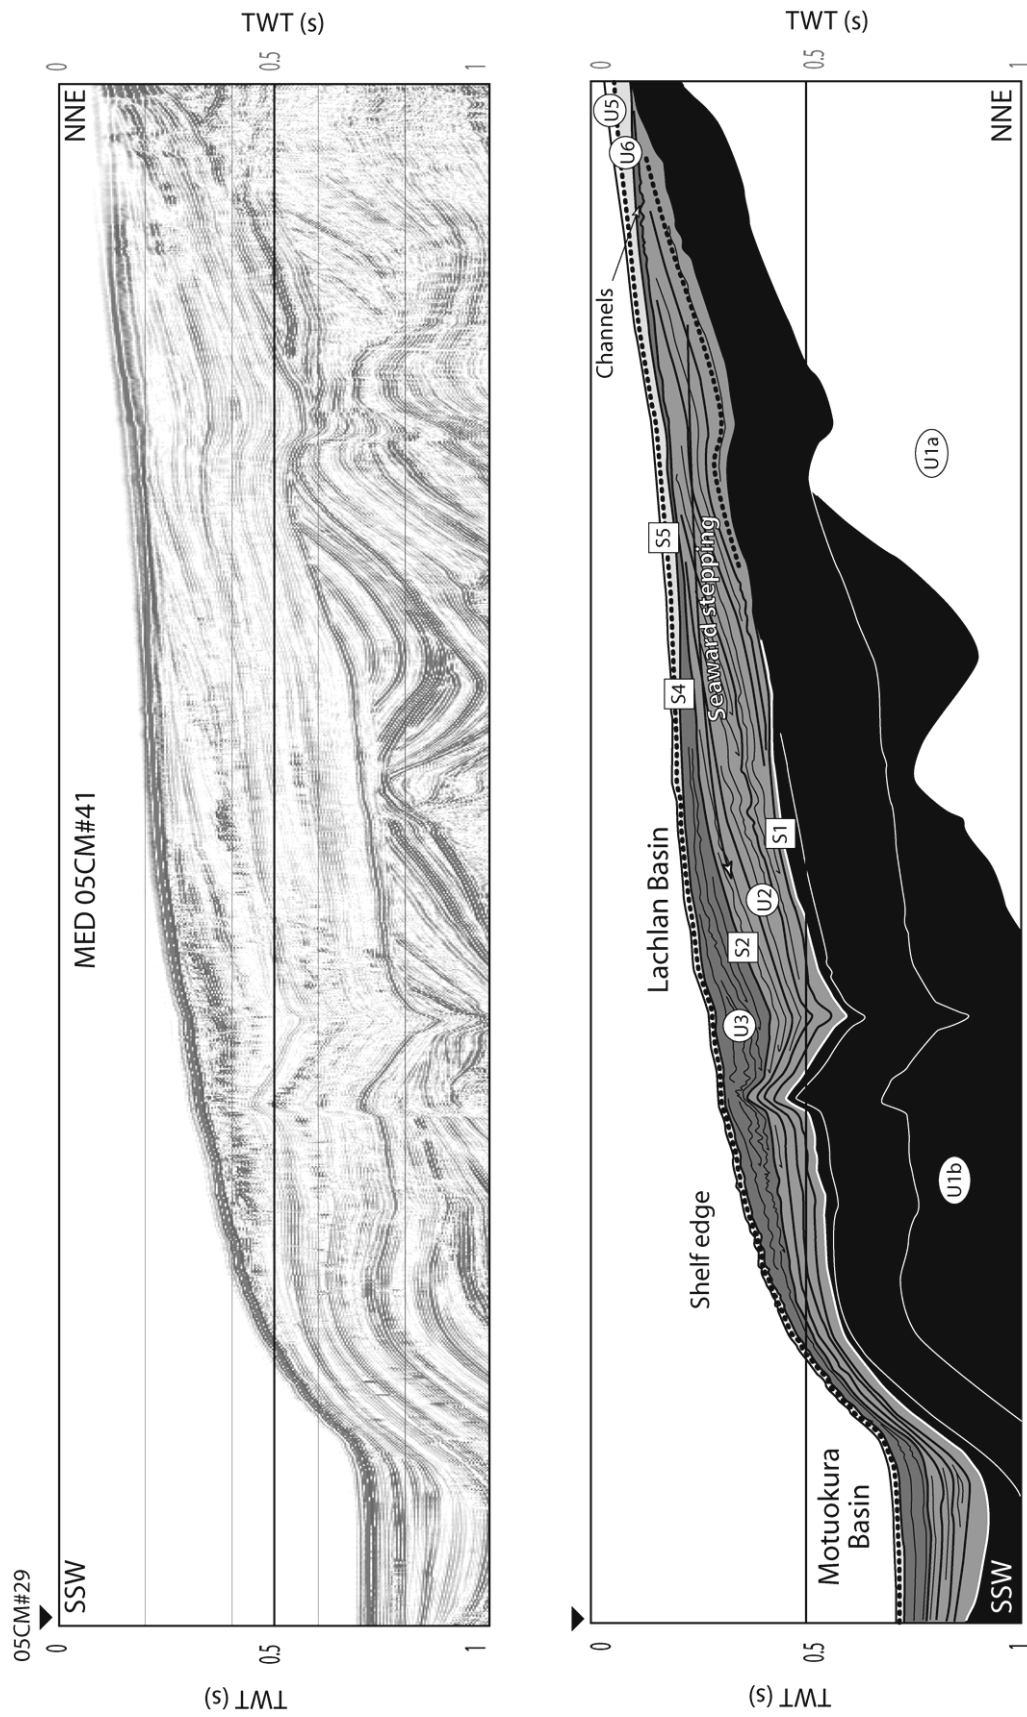 05CM#29
MED 05CM#41
SSW
NNE
TWT (s)
0
0.5
1
TWT (s)
0
0.5
1
Motuokura
Basin
Shelf edge
Lachlan Basin
Channels
Seaward stepping
SSW
NNE
U1b
U1a
U3
S2
U2
S1
S4
S5
U6
U5
TWT (s)
0
0.5
1
TWT (s)
0
0.5
1